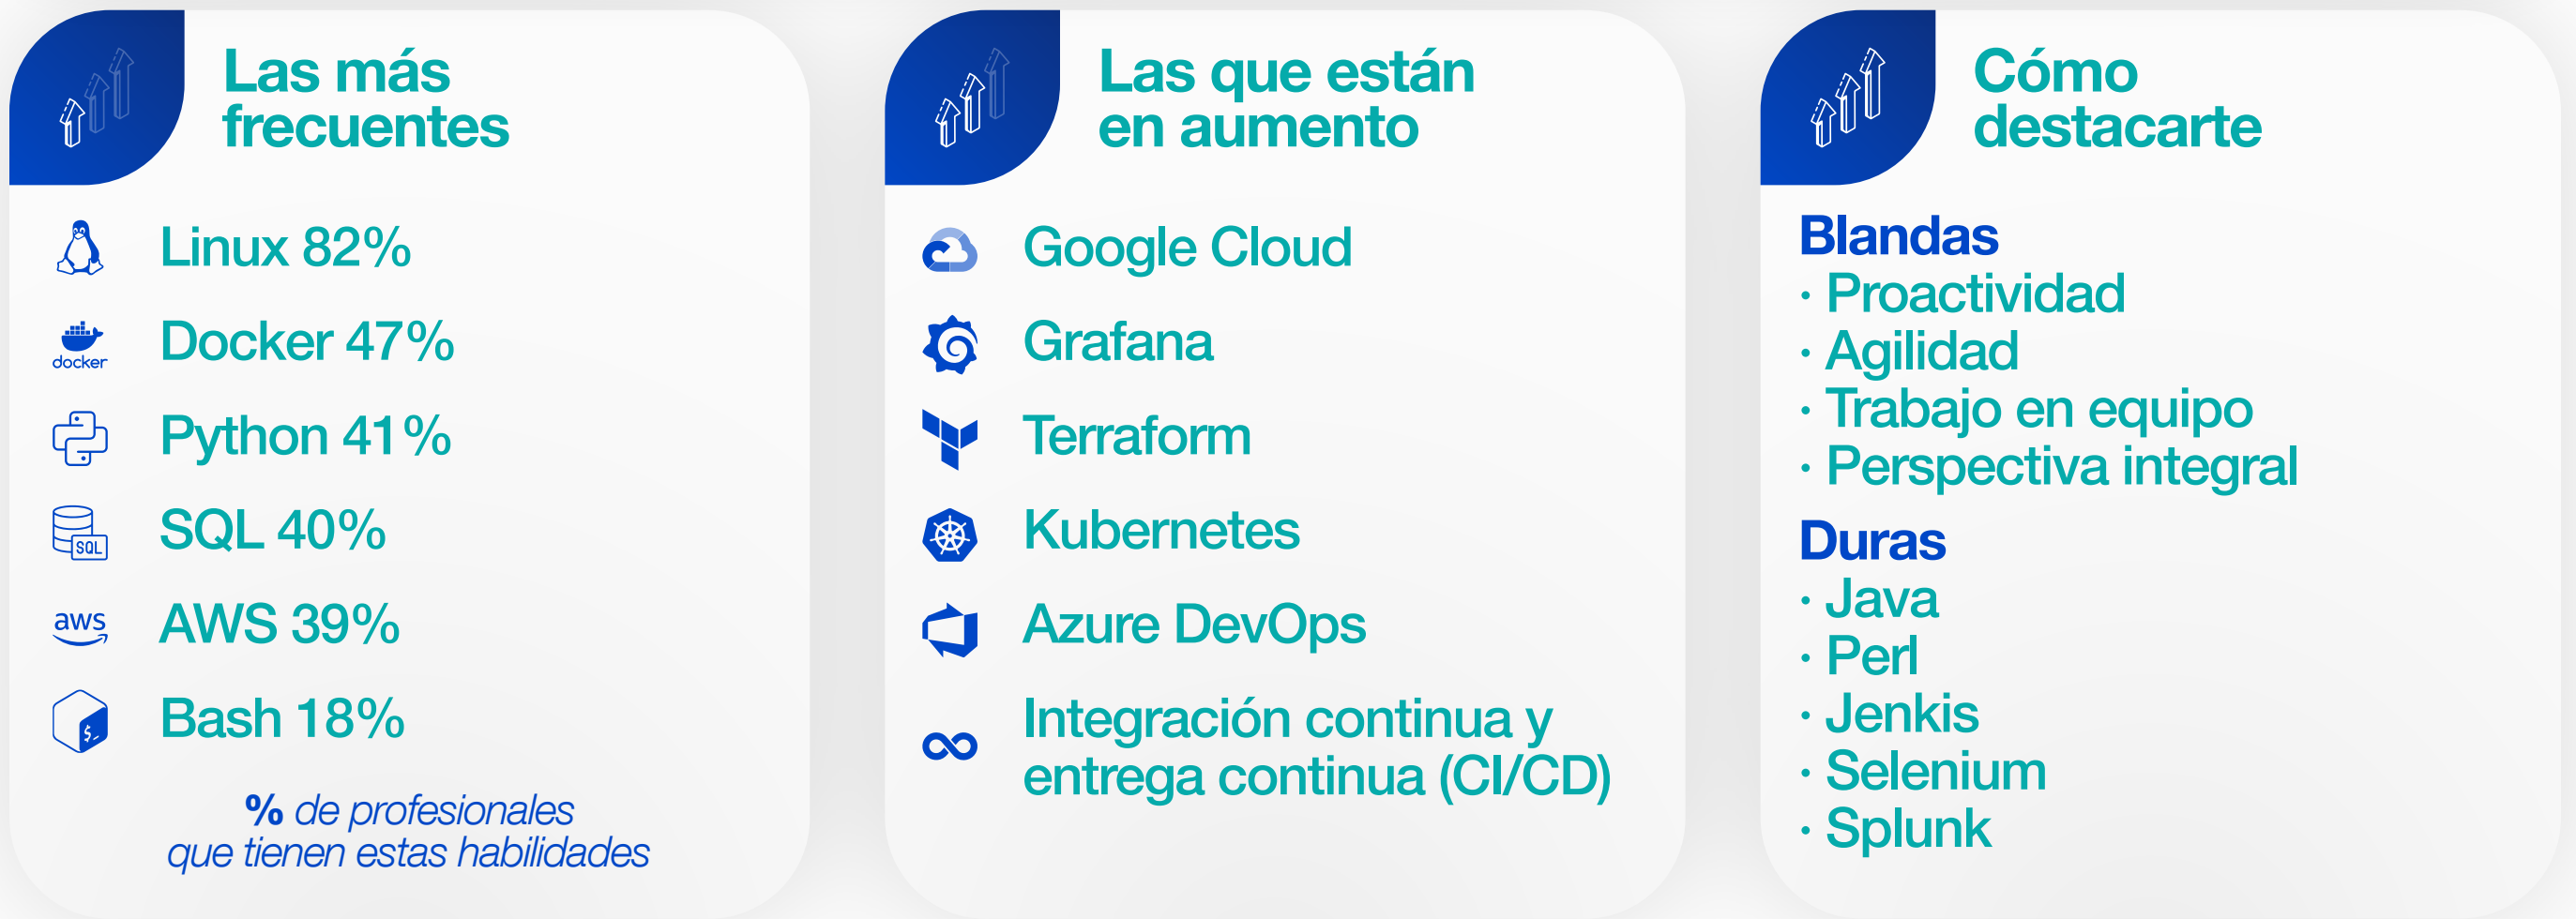 Las más
frecuentes
Linux 82%
docker
Docker 47%
Python 41%
SQL
SQL 40%
aws
AWS 39%
$_
Bash 18%
% de profesionales
que tienen estas habilidades
Las que están
en aumento
Google Cloud
Grafana
Terraform
Kubernetes
Azure DevOps
Integración continua y
entrega continua (CI/CD)
Cómo
destacarte
Blandas
· Proactividad
· Agilidad
· Trabajo en equipo
· Perspectiva integral
Duras
· Java
· Perl
· Jenkis
· Selenium
· Splunk